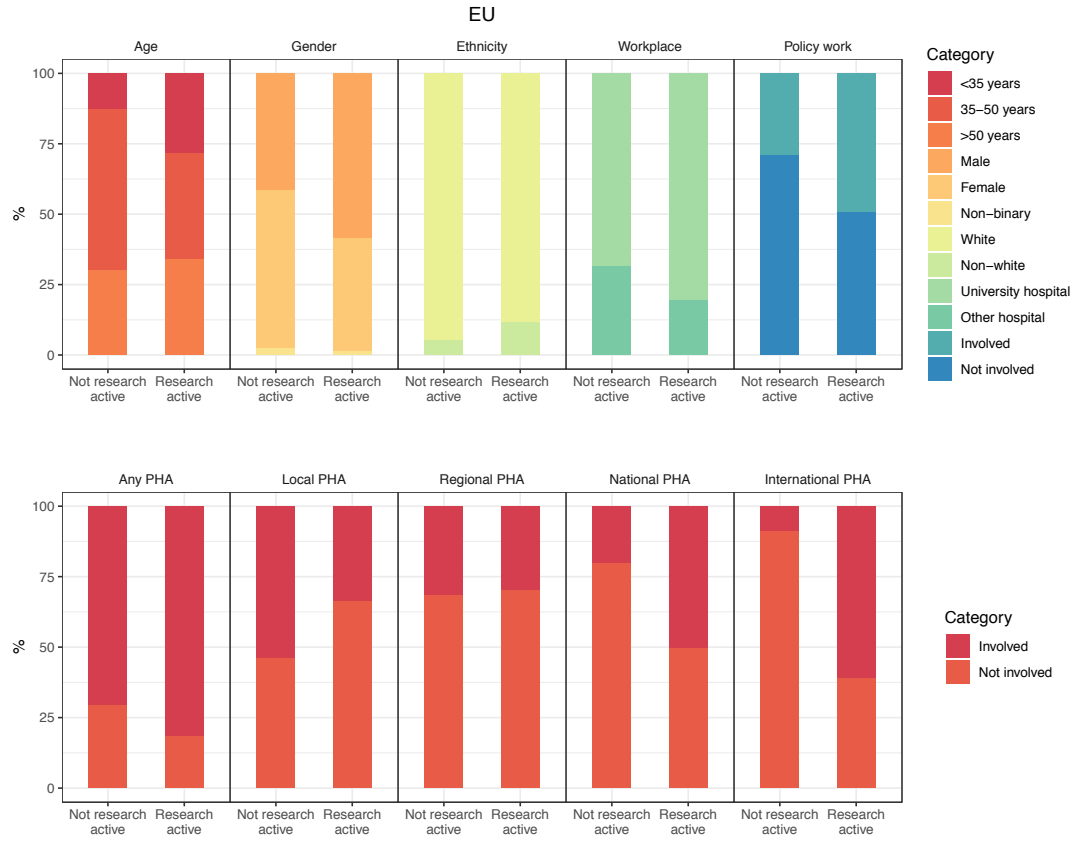 EU
Age Gender Ethnicity Workplace Policy work
%
100
75
50
25
0
Not research active Research active Not research active Research active Not research active Research active Not research active Research active Not research active Research active
Category
<35 years
35–50 years
>50 years
Male
Female
Non–binary
White
Non–white
University hospital
Other hospital
Involved
Not involved
Any PHA Local PHA Regional PHA National PHA International PHA
%
100
75
50
25
0
Not research active Research active Not research active Research active Not research active Research active Not research active Research active Not research active Research active
Category
Involved
Not involved